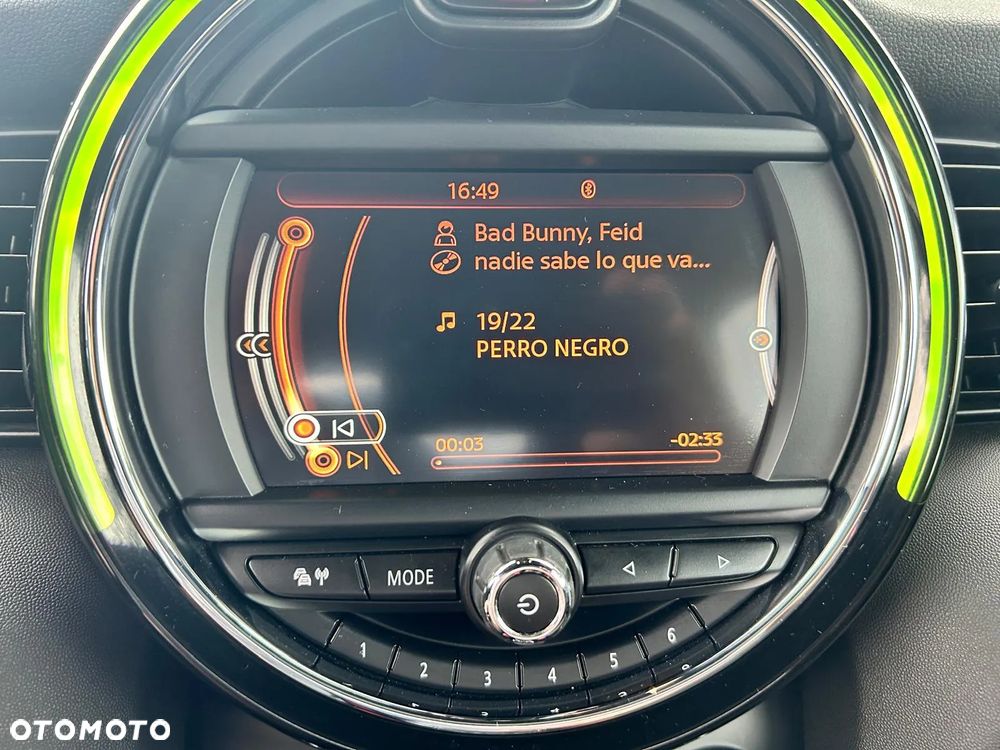 16:49
Bad Bunny, Feid
nadie sabe lo que va...
19/22
PERRO NEGRO
00:03 -02:33
MODE
1 2 3 4 5 6
OTOMOTO